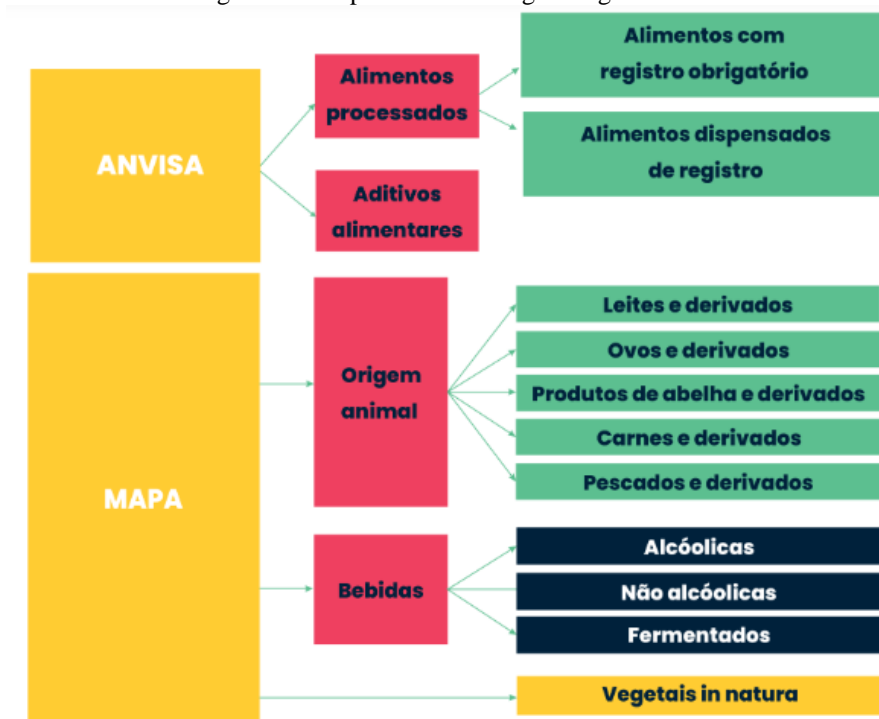 ANVISA
Alimentos
processados
Aditivos
alimentares
Alimentos com
registro obrigatório
Alimentos dispensados
de registro
MAPA
Origem
animal
Leites e derivados
Ovos e derivados
Produtos de abelha e derivados
Carnes e derivados
Pescados e derivados
Bebidas
Alcóolicas
Não alcóolicas
Fermentados
Vegetais in natura